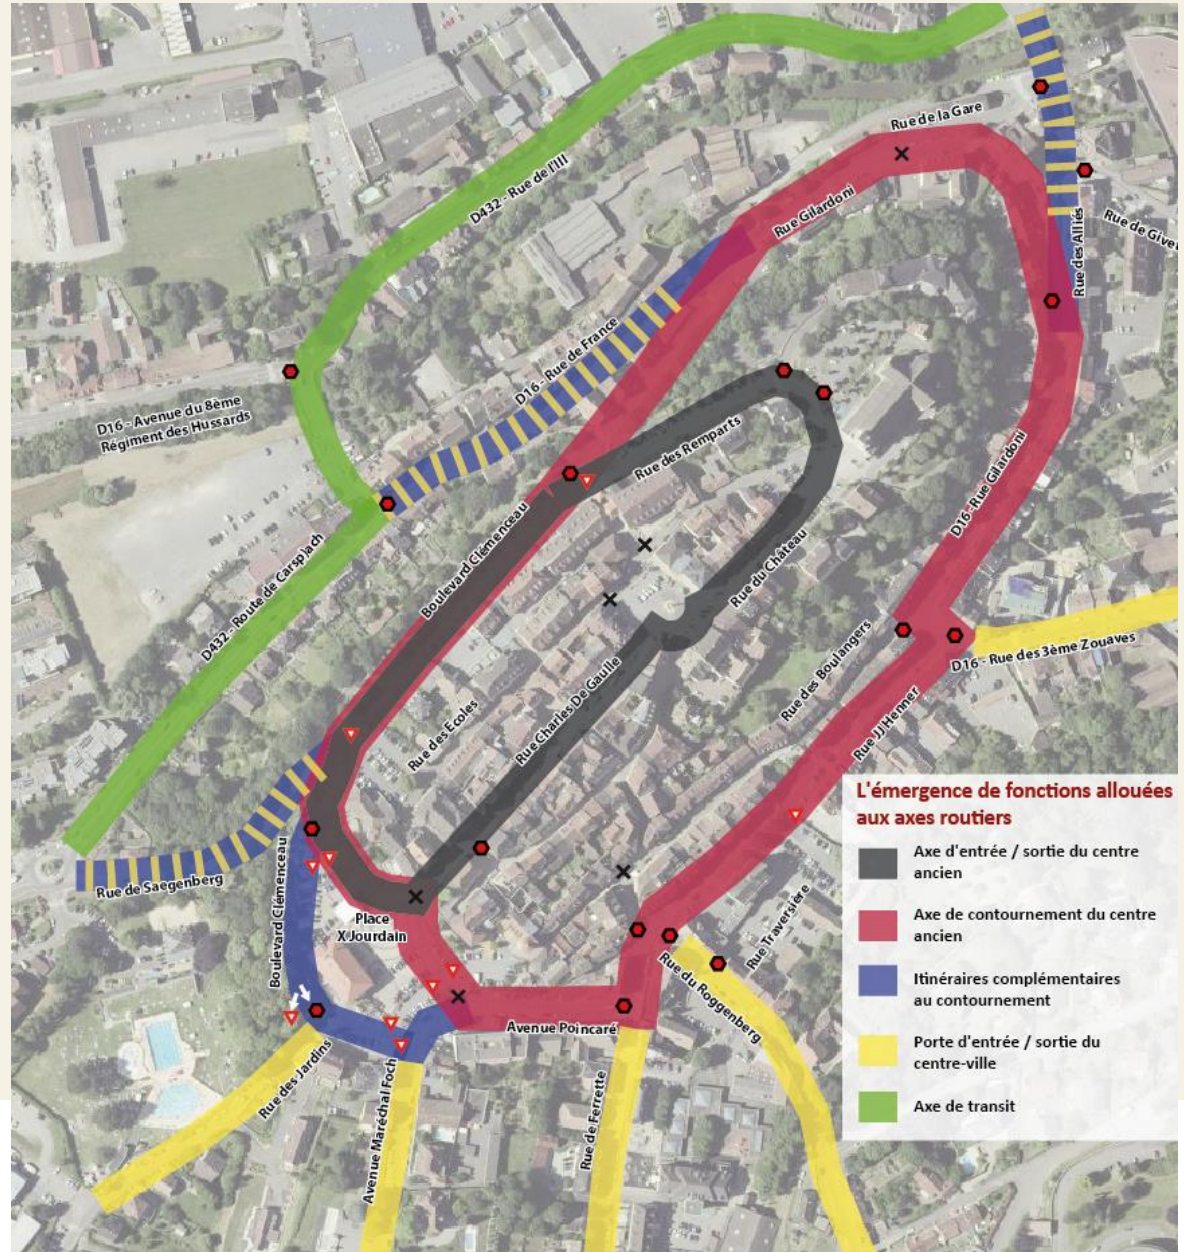 Rue de la Gare
D432 - Rue de l'Ill
Rue Gilardoni
Rue des Alliés
Rue de Givet
D16 - Rue de France
D16 - Avenue du 8ème
Régiment des Hussards
Rue des Remparts
D16 -Rue Gilardoni
Boulevard Clémenceau
Rue du Château
D432 - Route de Carspach
Rue des Boulangers
D16 - Rue des 3ème Zouaves
Rue des Ecoles
Rue Charles De Gaulle
Rue JJ Henner
L'émergence de fonctions allouées
aux axes routiers
Axe d'entrée / sortie du centre
ancien
Axe de contournement du centre
ancien
Itinéraires complémentaires
au contournement
Porte d'entrée / sortie du
centre-ville
Axe de transit
Rue de Saegenberg
Boulevard Clémenceau
Place
X Jourdain
Rue Traversière
Rue du Roggenberg
Avenue Poincaré
Rue des Jardins
Avenue Maréchal Foch
Rue de Ferrette